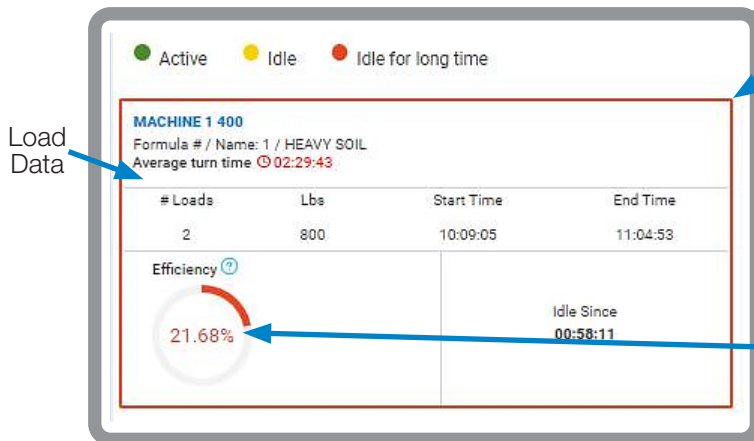 Active Idle Idle for long time
MACHINE 1 400
Formula # / Name: 1 / HEAVY SOIL
Average turn time 02:29:43
Load
Data
# Loads Lbs Start Time End Time
2 800 10:09:05 11:04:53
Efficiency ?
21.68%
Idle Since
00:58:11